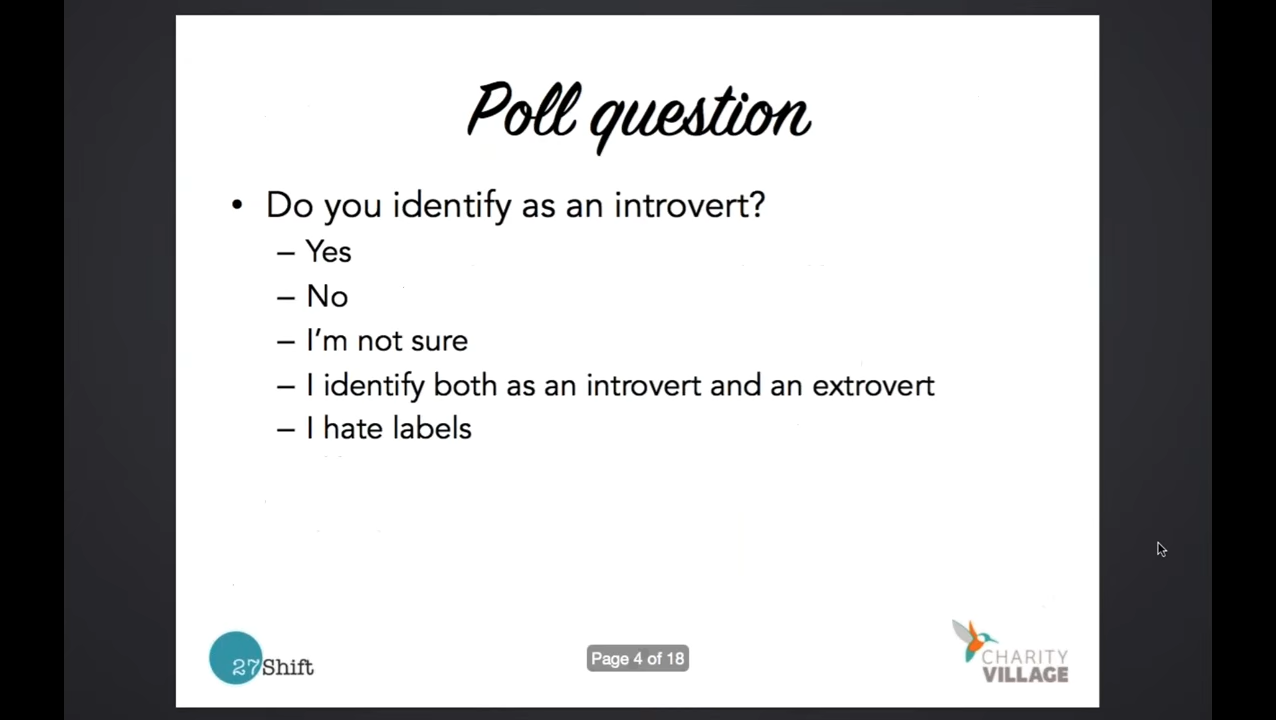 Poll question
• Do you identify as an introvert?
– Yes
– No
– I'm not sure
– I identify both as an introvert and an extrovert
– I hate labels
27Shift
Page 4 of 18
CHARITY
VILLAGE